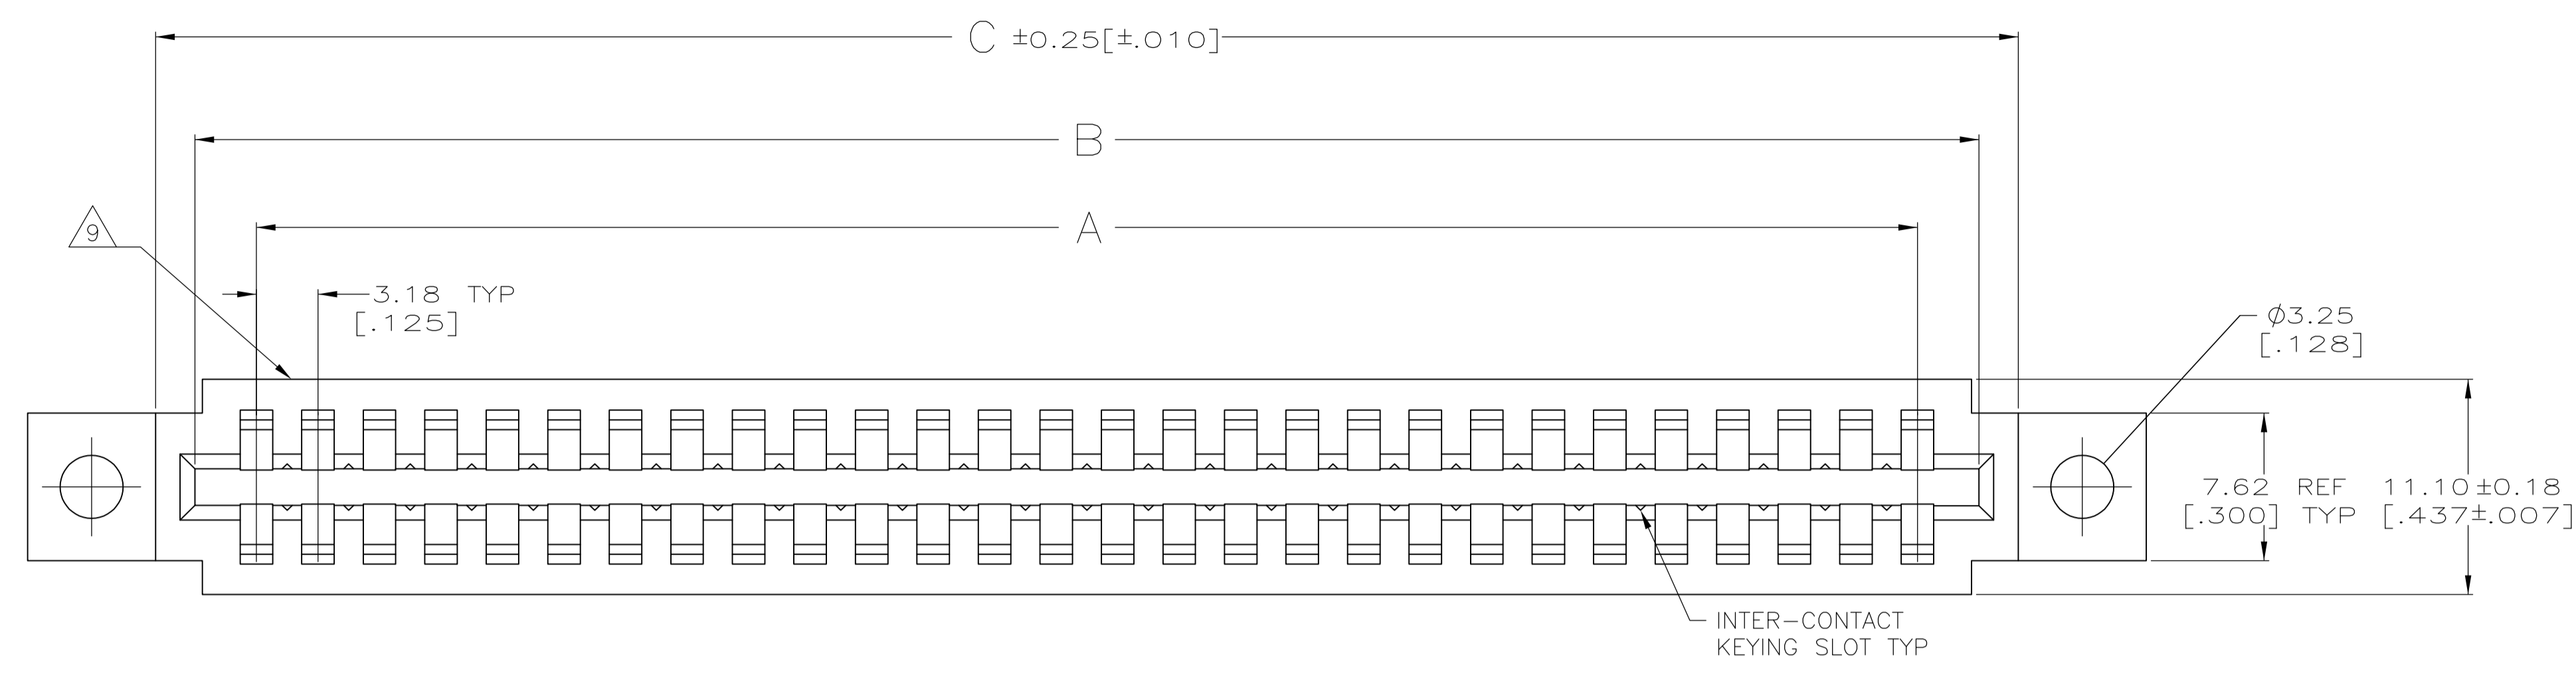 C ±0.25[±.010]
B
A
9
3.18 TYP
[.125]
⌀3.25
[.128]
7.62 REF
[.300] TYP
11.10±0.18
[.437±.007]
INTER-CONTACT
KEYING SLOT TYP